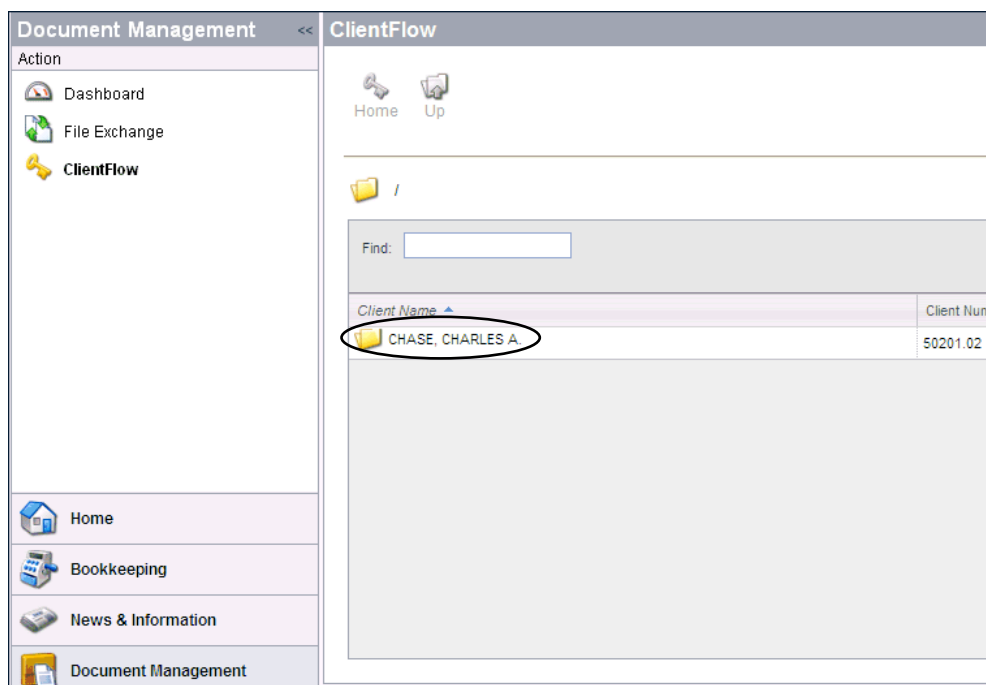 Document Management <<
Action
Dashboard
File Exchange
ClientFlow
Home
Bookkeeping
News & Information
Document Management
ClientFlow
Home Up
/
Find:
Client Name Client Num
CHASE, CHARLES A. 50201.02